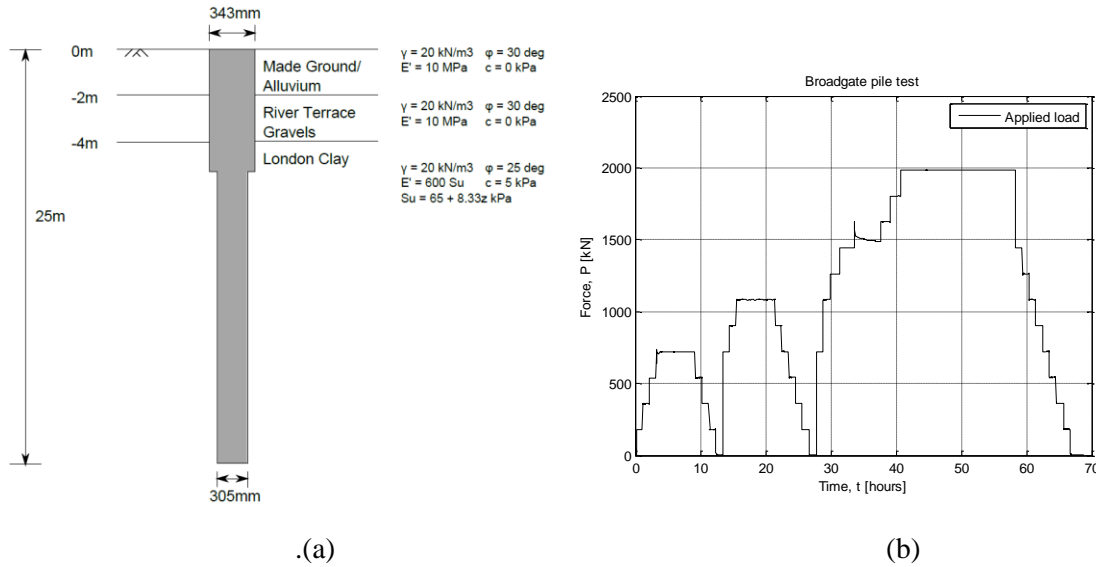 343mm
0m
γ = 20 kN/m3 φ = 30 deg
E' = 10 MPa c = 0 kPa
Made Ground/
Alluvium
-2m
γ = 20 kN/m3 φ = 30 deg
E' = 10 MPa c = 0 kPa
River Terrace
Gravels
-4m
London Clay
γ = 20 kN/m3 φ = 25 deg
E' = 600 Su c = 5 kPa
Su = 65 + 8.33z kPa
25m
305mm
.(a)
Broadgate pile test
Applied load
Force, P [kN]
2500
2000
1500
1000
500
0
0 10 20 30 40 50 60 70
Time, t [hours]
(b)